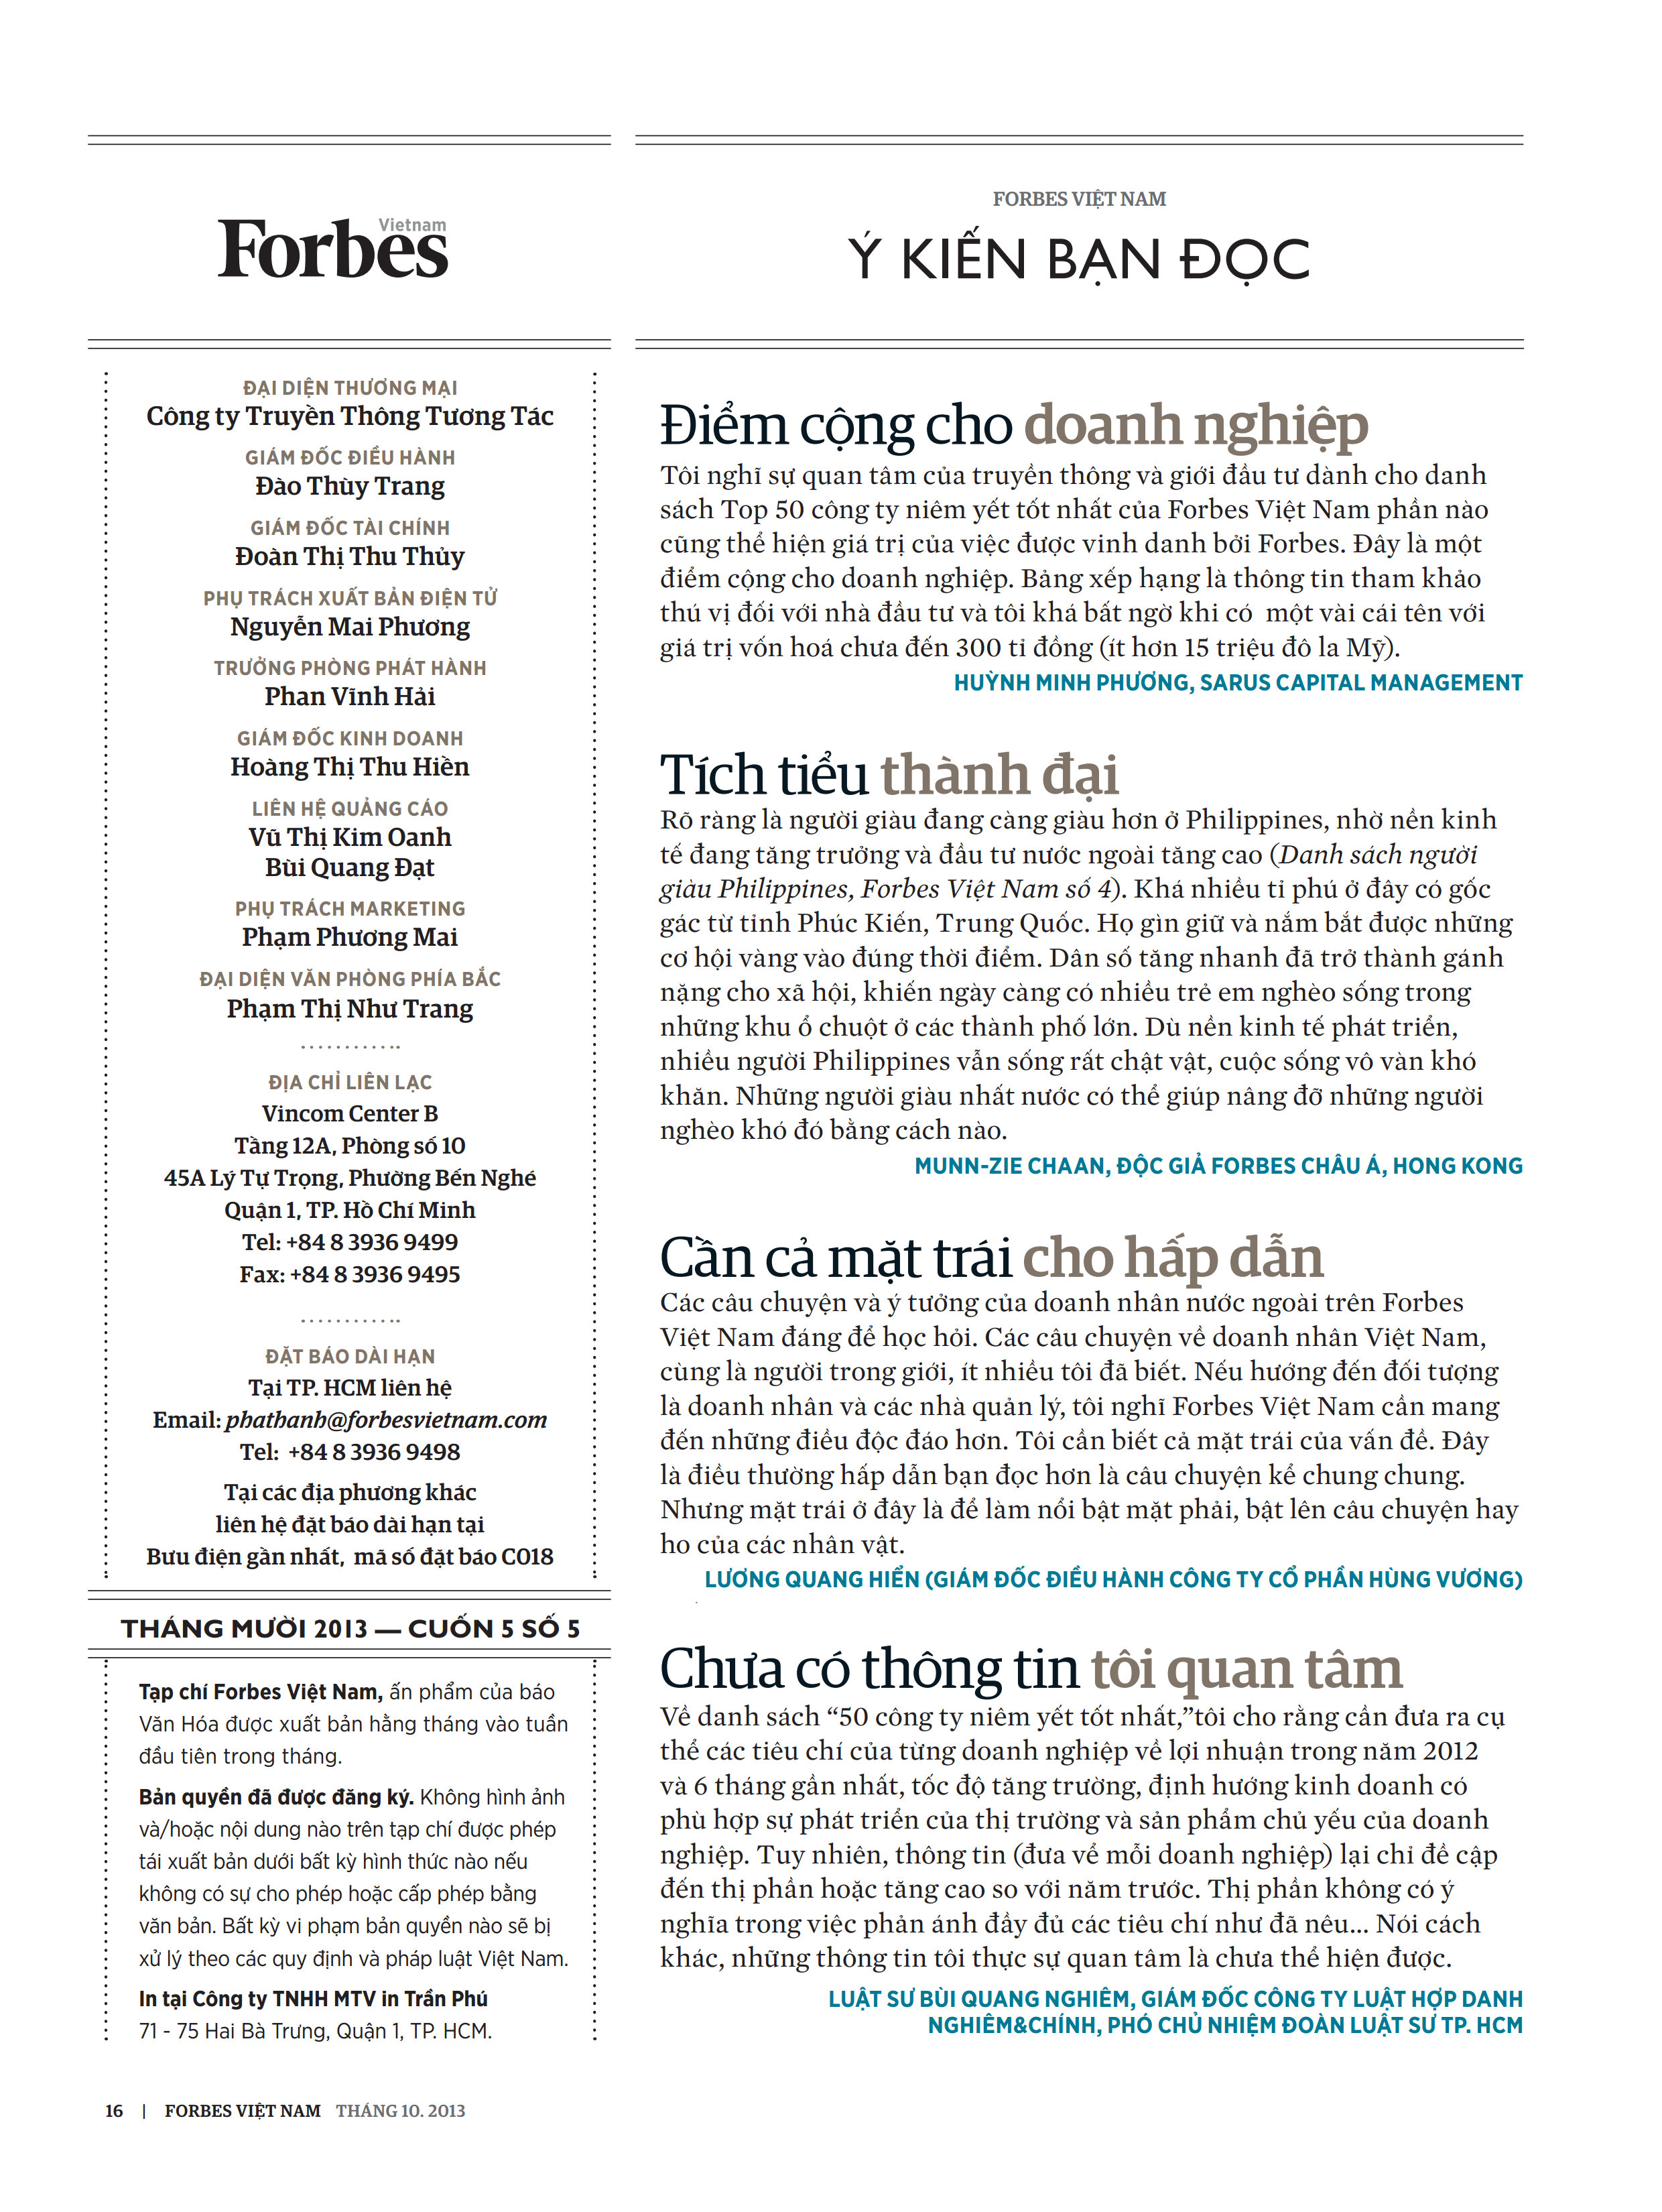 Forbes
Vietnam
ĐẠI DIỆN THƯƠNG MẠI
Công ty Truyền Thông Tương Tác
GIÁM ĐỐC ĐIỀU HÀNH
Đào Thùy Trang
GIÁM ĐỐC TÀI CHÍNH
Đoàn Thị Thu Thủy
PHỤ TRÁCH XUẤT BẢN ĐIỆN TỬ
Nguyễn Mai Phương
TRƯỞNG PHÒNG PHÁT HÀNH
Phan Vĩnh Hải
GIÁM ĐỐC KINH DOANH
Hoàng Thị Thu Hiền
LIÊN HỆ QUẢNG CÁO
Vũ Thị Kim Oanh
Bùi Quang Đạt
PHỤ TRÁCH MARKETING
Phạm Phương Mai
ĐẠI DIỆN VĂN PHÒNG PHÍA BẮC
Phạm Thị Như Trang
ĐỊA CHỈ LIÊN LẠC
Vincom Center B
Tầng 12A, Phòng số 10
45A Lý Tự Trọng, Phường Bến Nghé
Quận 1, TP. Hồ Chí Minh
Tel: +84 8 3936 9499
Fax: +84 8 3936 9495
ĐẶT BÁO DÀI HẠN
Tại TP. HCM liên hệ
Email: phathanh@forbesvietnam.com
Tel: +84 8 3936 9498
Tại các địa phương khác
liên hệ đặt báo dài hạn tại
Bưu điện gần nhất, mã số đặt báo C018
THÁNG MƯỜI 2013 — CUỐN 5 SỐ 5
Tạp chí Forbes Việt Nam, ấn phẩm của báo
Văn Hóa được xuất bản hằng tháng vào tuần
đầu tiên trong tháng.
Bản quyền đã được đăng ký. Không hình ảnh
và/hoặc nội dung nào trên tạp chí được phép
tái xuất bản dưới bất kỳ hình thức nào nếu
không có sự cho phép hoặc cấp phép bằng
văn bản. Bất kỳ vi phạm bản quyền nào sẽ bị
xử lý theo các quy định và pháp luật Việt Nam.
In tại Công ty TNHH MTV in Trần Phú
71 - 75 Hai Bà Trưng, Quận 1, TP. HCM.
FORBES VIỆT NAM
Ý KIẾN BẠN ĐỌC
Điểm cộng cho doanh nghiệp
Tôi nghĩ sự quan tâm của truyền thông và giới đầu tư dành cho danh
sách Top 50 công ty niêm yết tốt nhất của Forbes Việt Nam phần nào
cũng thể hiện giá trị của việc được vinh danh bởi Forbes. Đây là một
điểm cộng cho doanh nghiệp. Bảng xếp hạng là thông tin tham khảo
thú vị đối với nhà đầu tư và tôi khá bất ngờ khi có một vài cái tên với
giá trị vốn hoá chưa đến 300 tỉ đồng (ít hơn 15 triệu đô la Mỹ).
HUỲNH MINH PHƯƠNG, SARUS CAPITAL MANAGEMENT
Tích tiểu thành đại
Rõ ràng là người giàu đang càng giàu hơn ở Philippines, nhờ nền kinh
tế đang tăng trưởng và đầu tư nước ngoài tăng cao (Danh sách người
giàu Philippines, Forbes Việt Nam số 4). Khá nhiều tỉ phú ở đây có gốc
gác từ tỉnh Phúc Kiến, Trung Quốc. Họ gìn giữ và nắm bắt được những
cơ hội vàng vào đúng thời điểm. Dân số tăng nhanh đã trở thành gánh
nặng cho xã hội, khiến ngày càng có nhiều trẻ em nghèo sống trong
những khu ổ chuột ở các thành phố lớn. Dù nền kinh tế phát triển,
nhiều người Philippines vẫn sống rất chật vật, cuộc sống vô vàn khó
khăn. Những người giàu nhất nước có thể giúp nâng đỡ những người
nghèo khó đó bằng cách nào.
MUNN-ZIE CHAAN, ĐỘC GIẢ FORBES CHÂU Á, HONG KONG
Cần cả mặt trái cho hấp dẫn
Các câu chuyện và ý tưởng của doanh nhân nước ngoài trên Forbes
Việt Nam đáng để học hỏi. Các câu chuyện về doanh nhân Việt Nam,
cùng là người trong giới, ít nhiều tôi đã biết. Nếu hướng đến đối tượng
là doanh nhân và các nhà quản lý, tôi nghĩ Forbes Việt Nam cần mang
đến những điều độc đáo hơn. Tôi cần biết cả mặt trái của vấn đề. Đây
là điều thường hấp dẫn bạn đọc hơn là câu chuyện kể chung chung.
Nhưng mặt trái ở đây là để làm nổi bật mặt phải, bật lên câu chuyện hay
ho của các nhân vật.
LƯƠNG QUANG HIỂN (GIÁM ĐỐC ĐIỀU HÀNH CÔNG TY CỔ PHẦN HÙNG VƯƠNG)
Chưa có thông tin tôi quan tâm
Về danh sách “50 công ty niêm yết tốt nhất,”tôi cho rằng cần đưa ra cụ
thể các tiêu chí của từng doanh nghiệp về lợi nhuận trong năm 2012
và 6 tháng gần nhất, tốc độ tăng trưởng, định hướng kinh doanh có
phù hợp sự phát triển của thị trường và sản phẩm chủ yếu của doanh
nghiệp. Tuy nhiên, thông tin (đưa vể mỗi doanh nghiệp) lại chỉ đề cập
đến thị phần hoặc tăng cao so với năm trước. Thị phần không có ý
nghĩa trong việc phản ánh đầy đủ các tiêu chí như đã nêu... Nói cách
khác, những thông tin tôi thực sự quan tâm là chưa thể hiện được.
LUẬT SƯ BÙI QUANG NGHIÊM, GIÁM ĐỐC CÔNG TY LUẬT HỢP DANH
NGHIÊM&CHÍNH, PHÓ CHỦ NHIỆM ĐOÀN LUẬT SƯ TP. HCM
16 | FORBES VIỆT NAM THÁNG 10. 2013